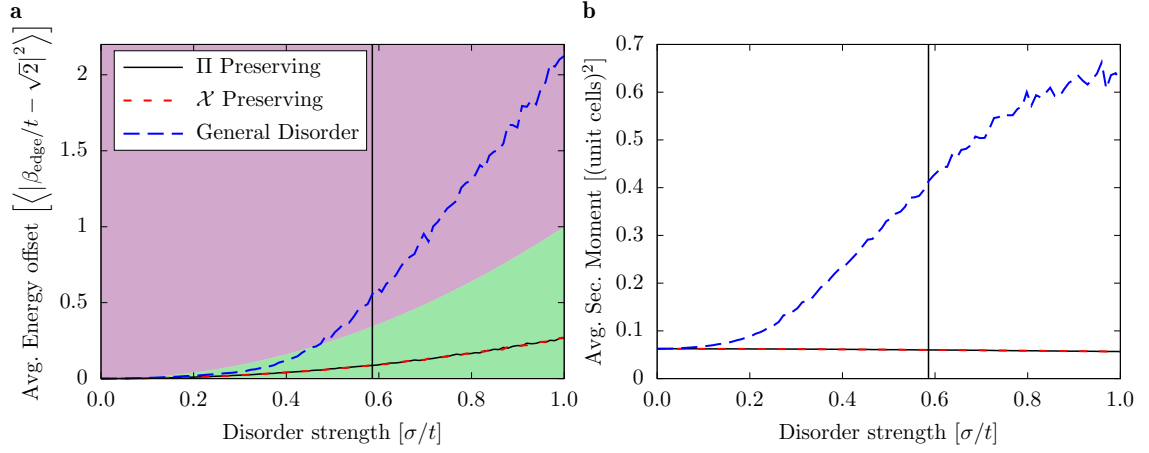 a
Avg. Energy offset [⟨||β_edge/t − √2|²⟩]
2
1.5
1
0.5
0
Π Preserving
𝒳 Preserving
General Disorder
0.0 0.2 0.4 0.6 0.8 1.0
Disorder strength [σ/t]
b
Avg. Sec. Moment [(unit cells)²]
0.7
0.6
0.5
0.4
0.3
0.2
0.1
0
0.0 0.2 0.4 0.6 0.8 1.0
Disorder strength [σ/t]